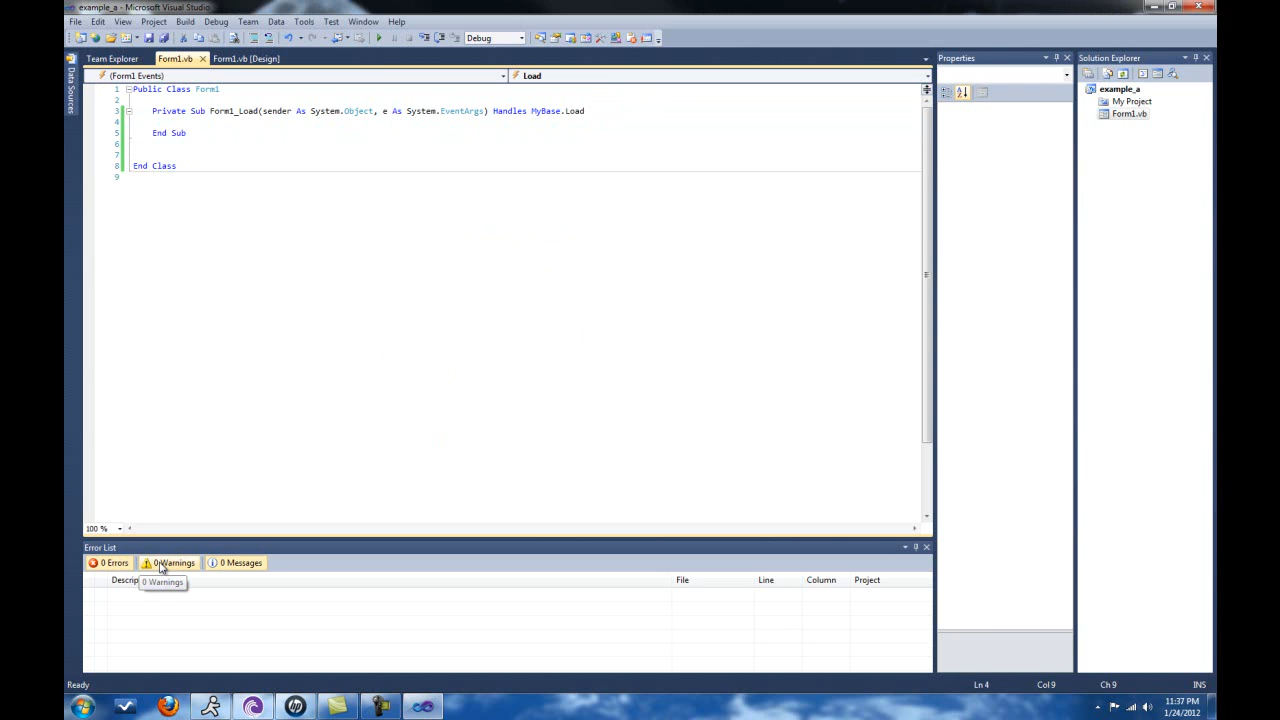 example_a - Microsoft Visual Studio
File Edit View Project Build Debug Team Data Tools Test Window Help
Debug
Team Explorer Form1.vb Form1.vb [Design]
(Form1 Events) Load
Data Sources
1 Public Class Form1
2
3 Private Sub Form1_Load(sender As System.Object, e As System.EventArgs) Handles MyBase.Load
4
5 End Sub
6
7
8 End Class
9
100 %
Properties
Solution Explorer
example_a
My Project
Form1.vb
Error List
0 Errors 0 Warnings 0 Messages
Descrip File Line Column Project
0 Warnings
Ready Ln 4 Col 9 Ch 9 INS
11:37 PM
1/24/2012